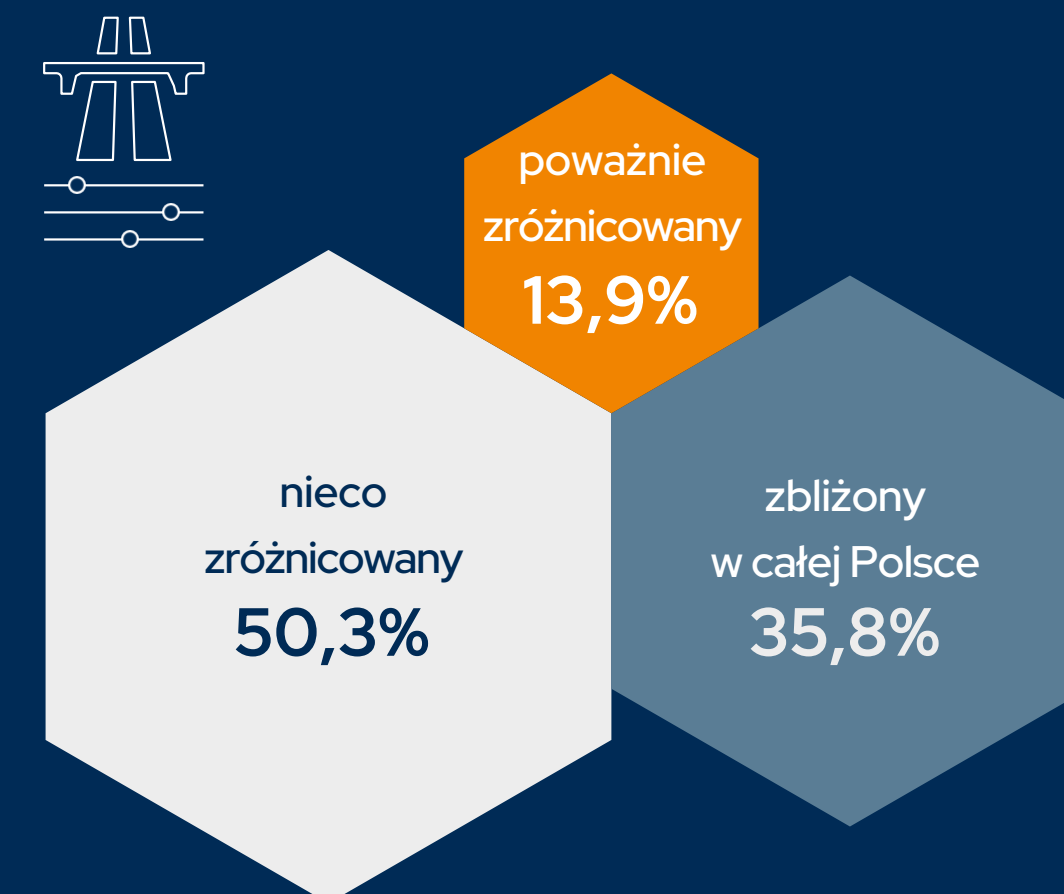 poważnie
zróżnicowany
13,9%
nieco
zróżnicowany
50,3%
zbliżony
w całej Polsce
35,8%